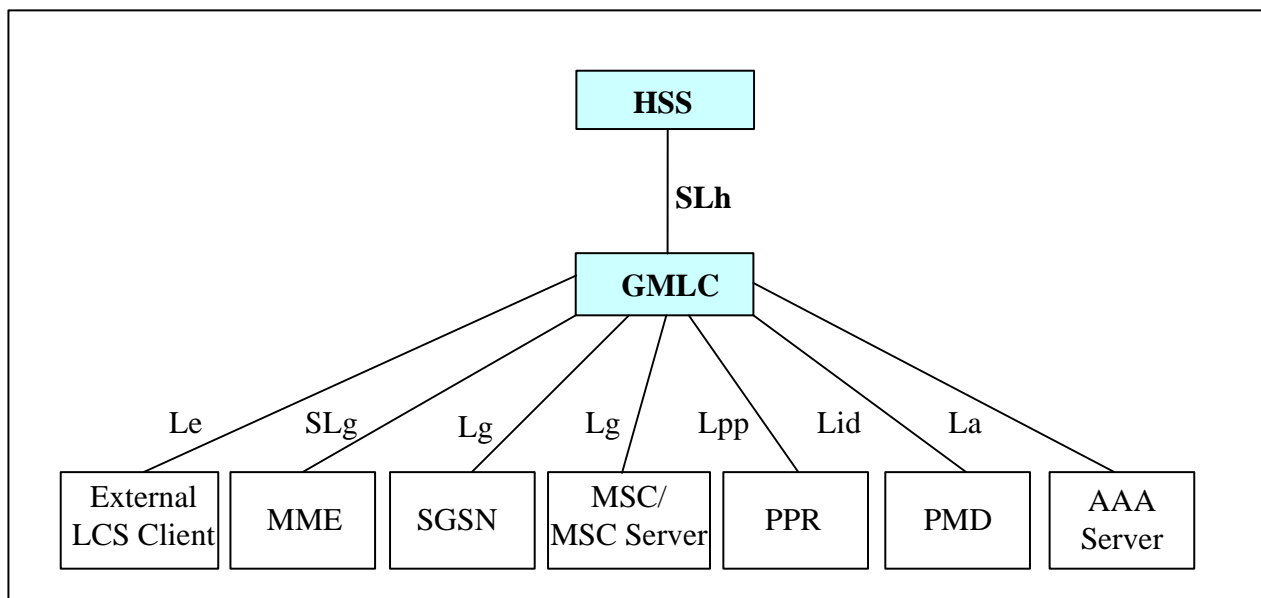 HSS
SLh
GMLC
Le
SLg
Lg
Lg
Lpp
Lid
La
External
LCS Client
MME
SGSN
MSC/
MSC Server
PPR
PMD
AAA
Server